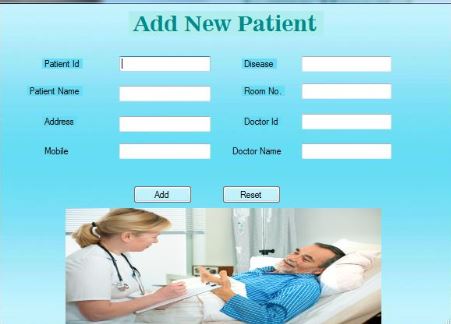 Add New Patient
Patient Id Disease
Patient Name Room No.
Address Doctor Id
Mobile Doctor Name
Add Reset